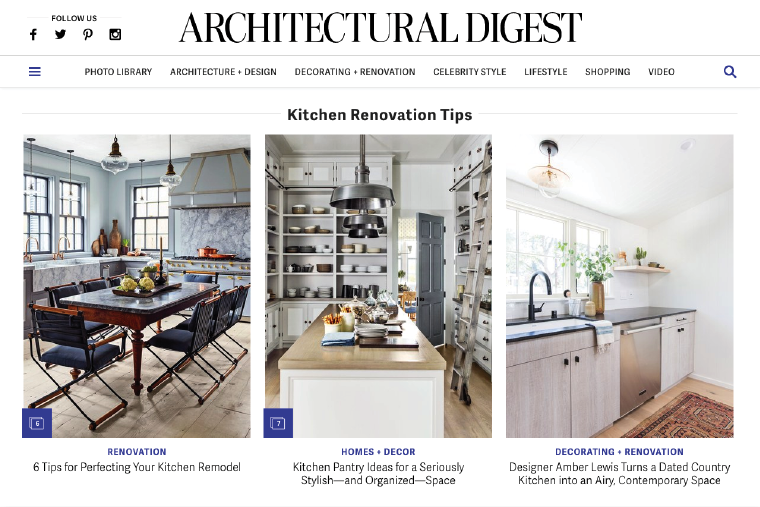 FOLLOW US
ARCHITECTURAL DIGEST
PHOTO LIBRARY ARCHITECTURE + DESIGN DECORATING + RENOVATION CELEBRITY STYLE LIFESTYLE SHOPPING VIDEO
Kitchen Renovation Tips
6
7
RENOVATION
6 Tips for Perfecting Your Kitchen Remodel
HOMES + DECOR
Kitchen Pantry Ideas for a Seriously
Stylish—and Organized—Space
DECORATING + RENOVATION
Designer Amber Lewis Turns a Dated Country
Kitchen into an Airy, Contemporary Space